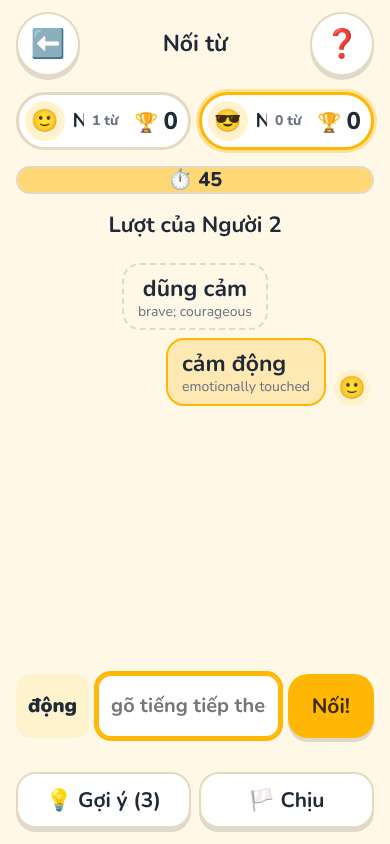 Nối từ
N 1 từ 0
N 0 từ 0
45
Lượt của Người 2
dũng cảm
brave; courageous
cảm động
emotionally touched
động
gõ tiếng tiếp the
Nối!
Gợi ý (3)
Chịu